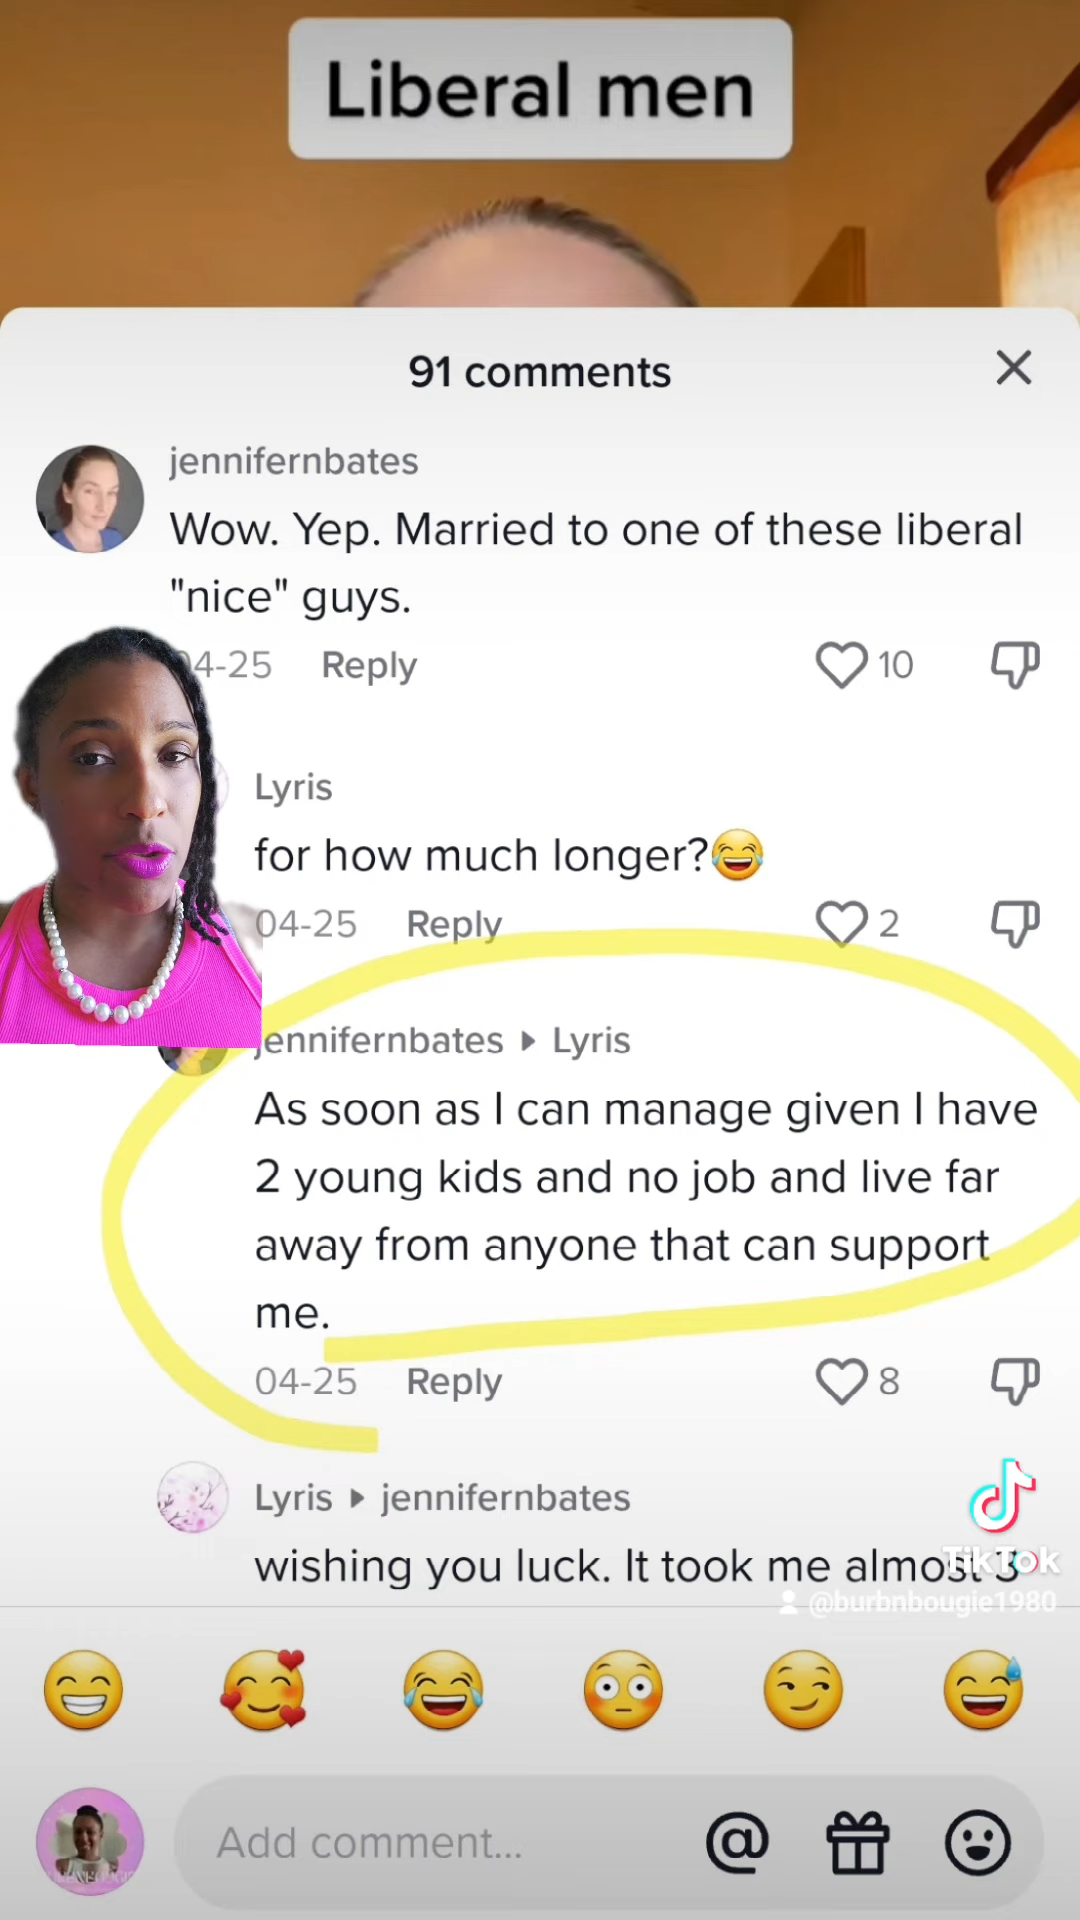 Liberal men
91 comments
jennifernbates
Wow. Yep. Married to one of these liberal
"nice" guys.
4-25 Reply 10
Lyris
for how much longer?😂
04-25 Reply 2
jennifernbates ▸ Lyris
As soon as I can manage given I have
2 young kids and no job and live far
away from anyone that can support
me.
04-25 Reply 8
Lyris ▸ jennifernbates
wishing you luck. It took me almost 3
TikTok
@burbnbougie1980
Add comment...